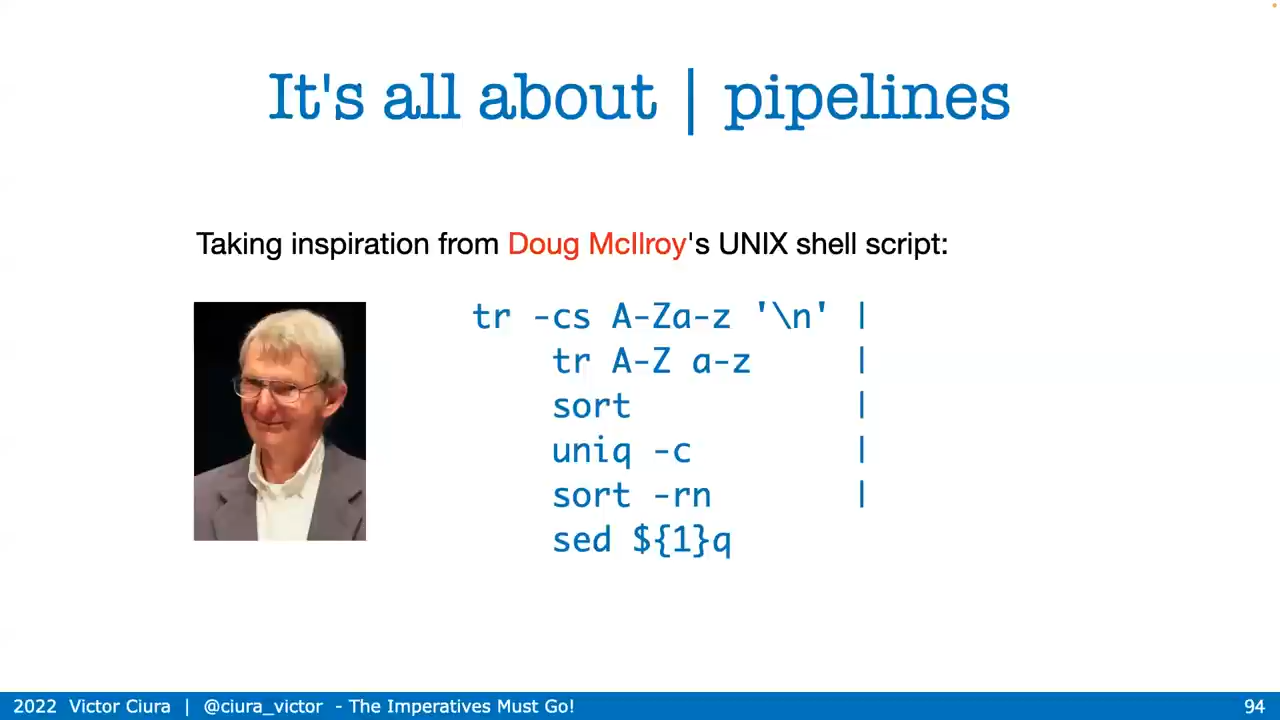 It's all about | pipelines
Taking inspiration from Doug McIlroy's UNIX shell script:
tr -cs A-Za-z '\n' |
tr A-Z a-z |
sort |
uniq -c |
sort -rn |
sed ${1}q
2022 Victor Ciura | @ciura_victor - The Imperatives Must Go! 94